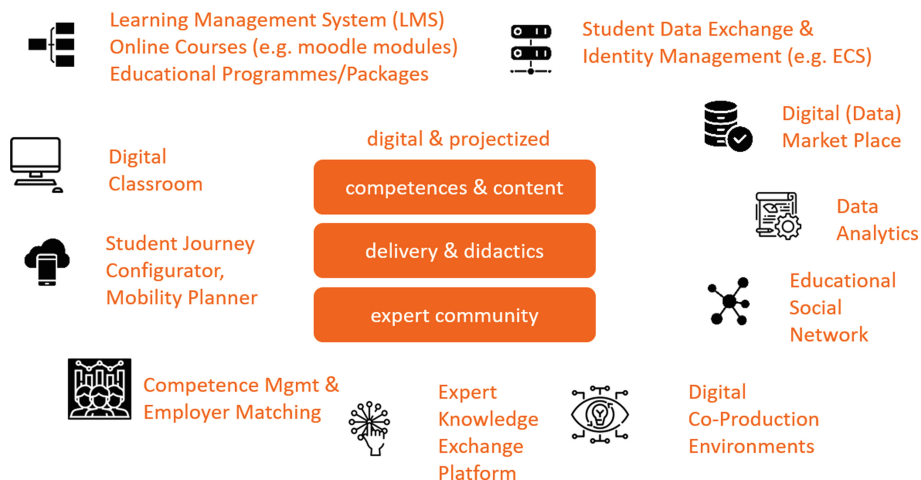 Learning Management System (LMS)
Online Courses (e.g. moodle modules)
Educational Programmes/Packages
Student Data Exchange &
Identity Management (e.g. ECS)
Digital (Data)
Market Place
digital & projectized
Digital
Classroom
competences & content
Data
Analytics
Student Journey
Configurator,
Mobility Planner
delivery & didactics
Educational
Social
Network
expert community
Competence Mgmt &
Employer Matching
Expert
Knowledge
Exchange
Platform
Digital
Co-Production
Environments